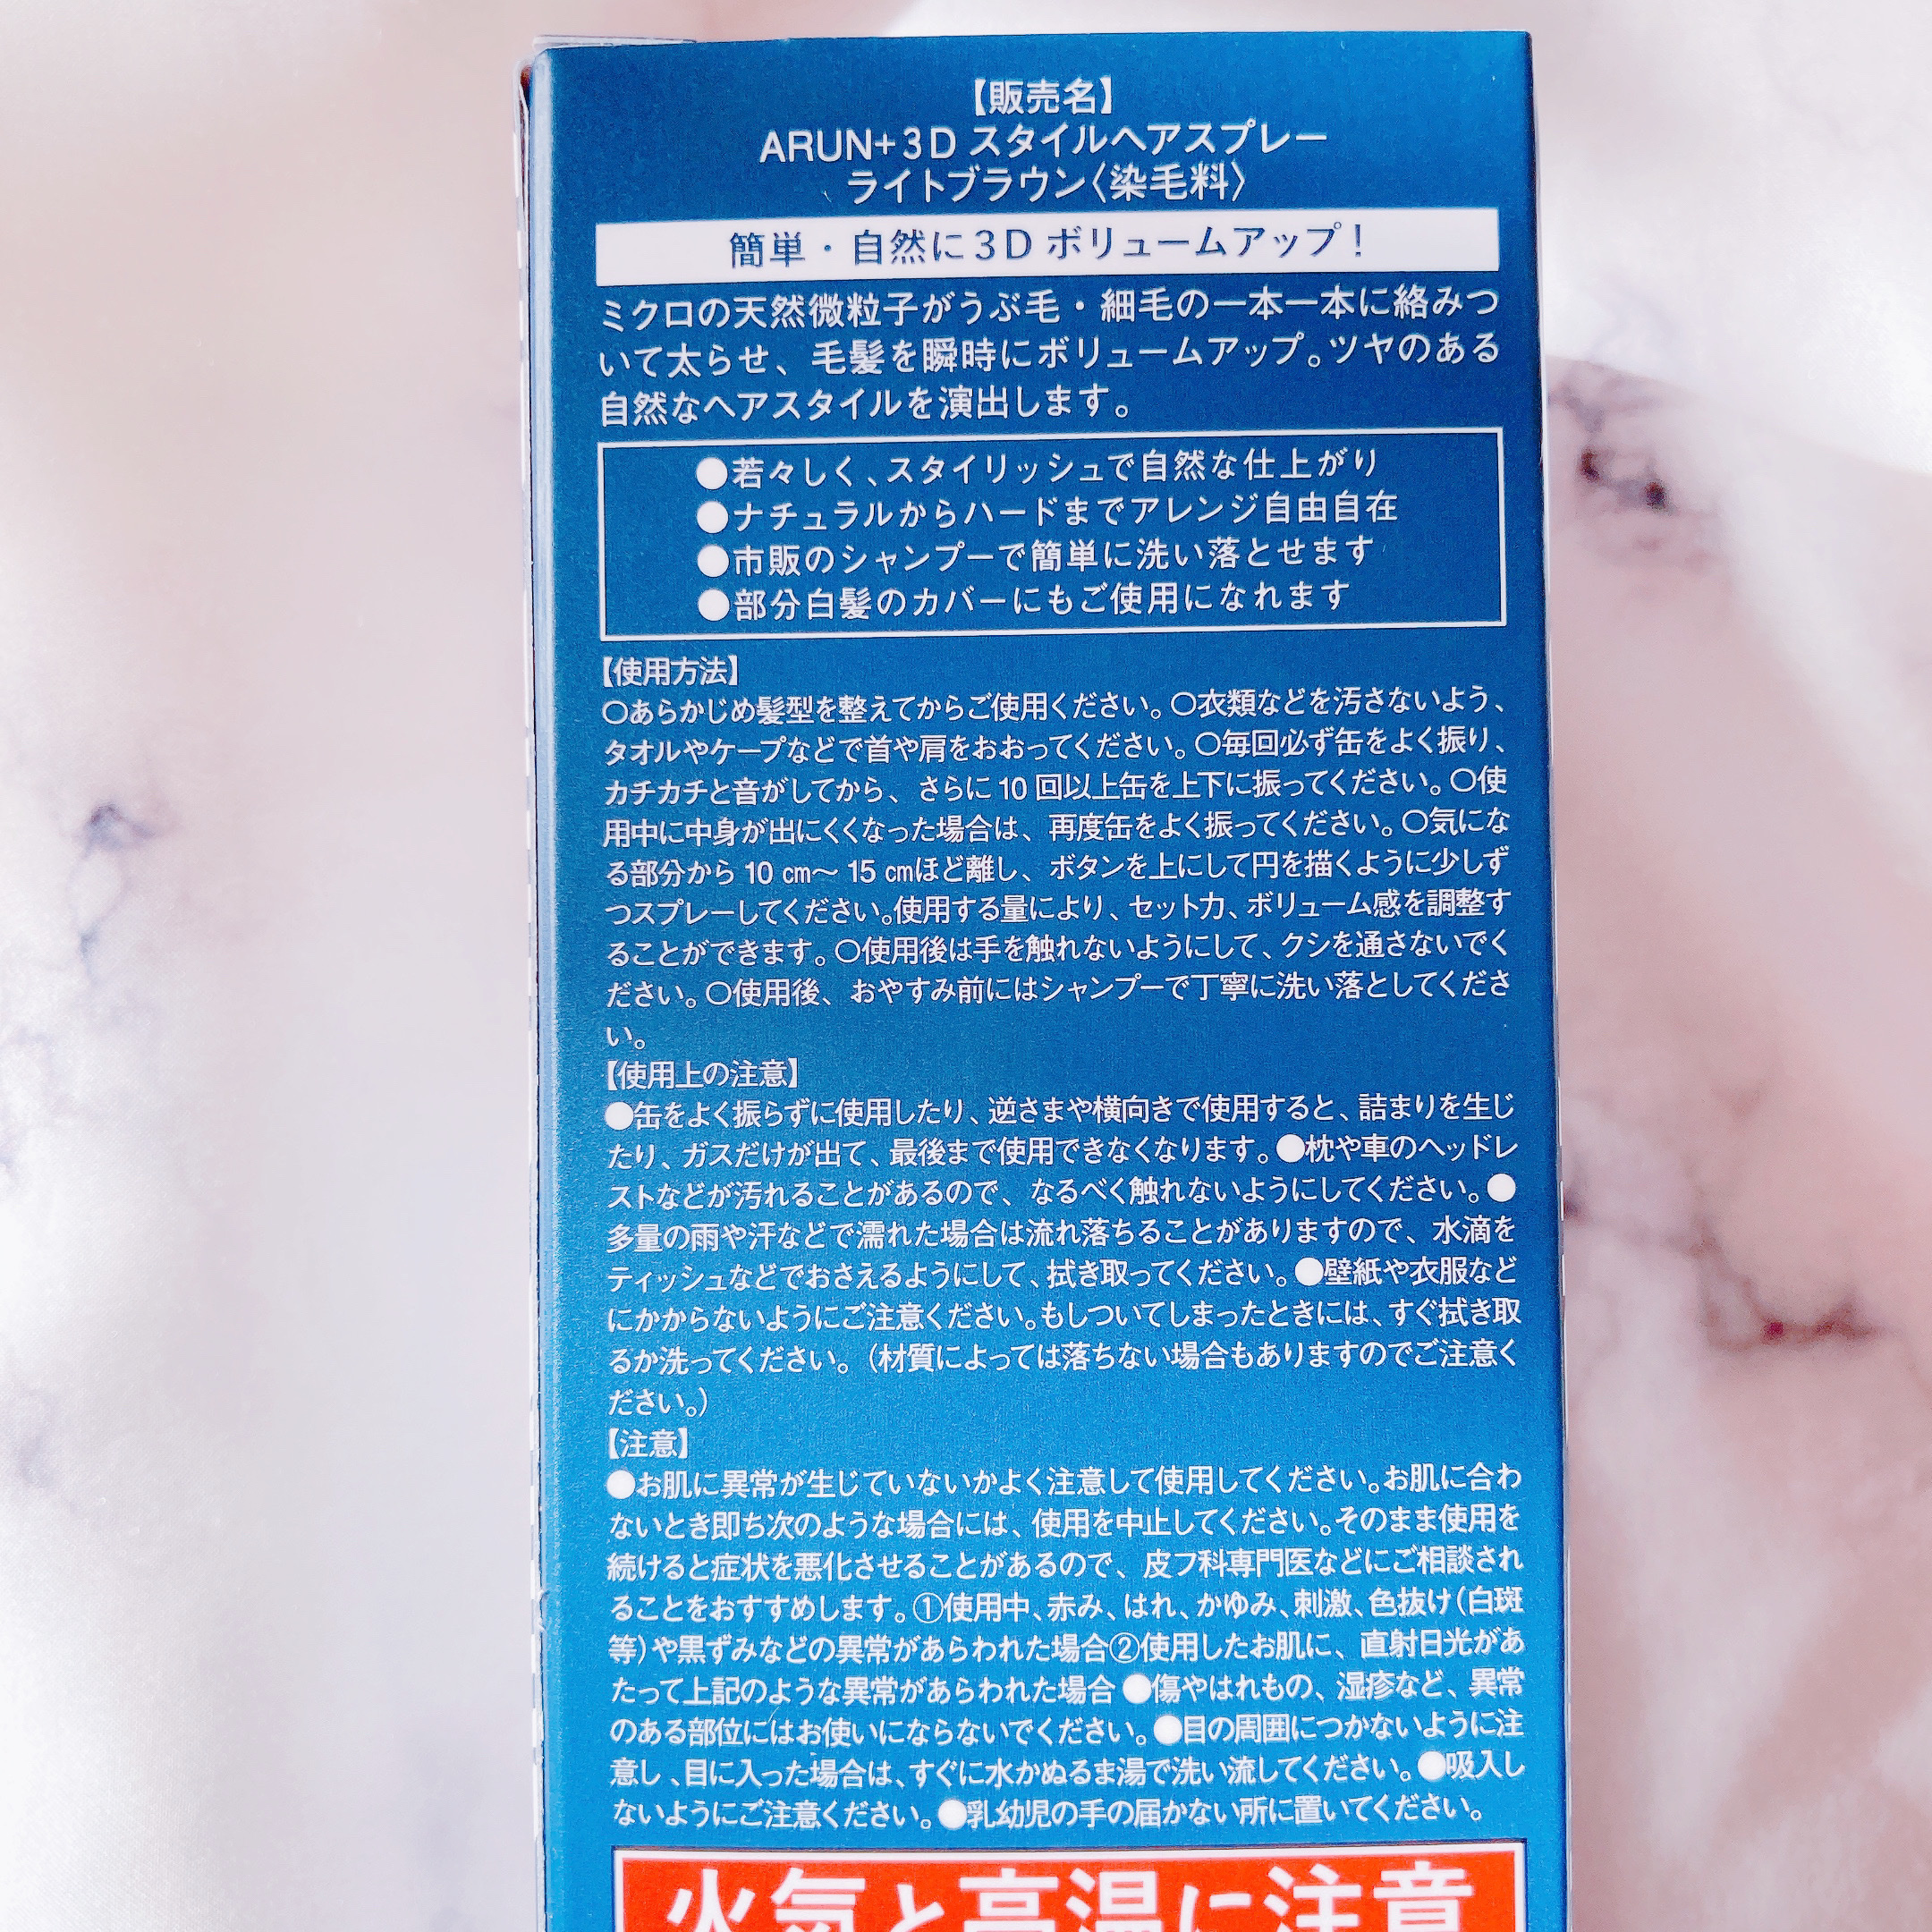 【販売名】
ARUN+3D スタイルヘアスプレー
ライトブラウン〈染毛料〉
簡単・自然に3D ボリュームアップ！
ミクロの天然微粒子がうぶ毛・細毛の一本一本に絡みつ
いて太らせ、毛髪を瞬時にボリュームアップ。ツヤのある
自然なヘアスタイルを演出します。
●若々しく、スタイリッシュで自然な仕上がり
●ナチュラルからハードまでアレンジ自由自在
●市販のシャンプーで簡単に洗い落とせます
●部分白髪のカバーにもご使用になれます
【使用方法】
○あらかじめ髪型を整えてからご使用ください。○衣類などを汚さないよう、
タオルやケープなどで首や肩をおおってください。○毎回必ず缶をよく振り、
カチカチと音がしてから、さらに10回以上缶を上下に振ってください。○使
用中に中身が出にくくなった場合は、再度缶をよく振ってください。○気にな
る部分から 10 ㎝〜 15 ㎝ほど離し、ボタンを上にして円を描くように少しず
つスプレーしてください。使用する量により、セット力、ボリューム感を調整す
ることができます。○使用後は手を触れないようにして、クシを通さないでく
ださい。○使用後、おやすみ前にはシャンプーで丁寧に洗い落としてくださ
い。
【使用上の注意】
●缶をよく振らずに使用したり、逆さまや横向きで使用すると、詰まりを生じ
たり、ガスだけが出て、最後まで使用できなくなります。●枕や車のヘッドレ
ストなどが汚れることがあるので、なるべく触れないようにしてください。●
多量の雨や汗などで濡れた場合は流れ落ちることがありますので、水滴を
ティッシュなどでおさえるようにして、拭き取ってください。●壁紙や衣服など
にかからないようにご注意ください。もしついてしまったときには、すぐ拭き取
るか洗ってください。（材質によっては落ちない場合もありますのでご注意く
ださい。）
【注意】
●お肌に異常が生じていないかよく注意して使用してください。お肌に合わ
ないとき即ち次のような場合には、使用を中止してください。そのまま使用を
続けると症状を悪化させることがあるので、皮フ科専門医などにご相談され
ることをおすすめします。①使用中、赤み、はれ、かゆみ、刺激、色抜け（白斑
等）や黒ずみなどの異常があらわれた場合②使用したお肌に、直射日光があ
たって上記のような異常があらわれた場合●傷やはれもの、湿疹など、異常
のある部位にはお使いにならないでください。●目の周囲につかないように注
意し、目に入った場合は、すぐに水かぬるま湯で洗い流してください。●吸入し
ないようにご注意ください。●乳幼児の手の届かない所に置いてください。
火気と高温に注意